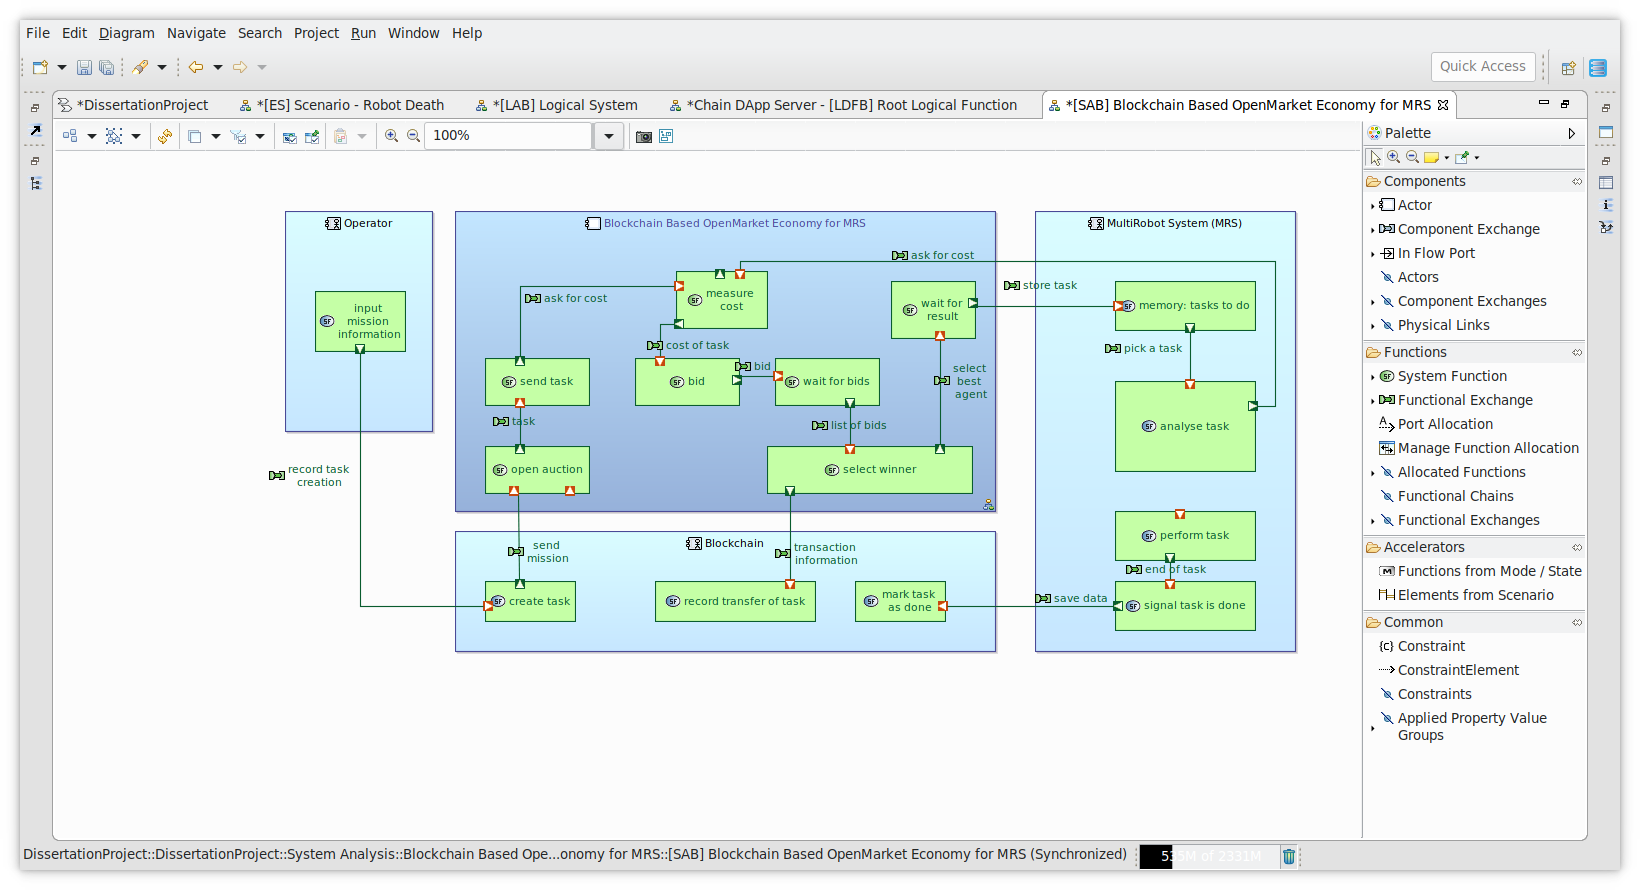 File Edit Diagram Navigate Search Project Run Window Help
Quick Access
*DissertationProject
*[ES] Scenario - Robot Death
*[LAB] Logical System
*Chain DApp Server - [LDFB] Root Logical Function
*[SAB] Blockchain Based OpenMarket Economy for MRS
100%
Operator
input
mission
information
record task
creation
Blockchain Based OpenMarket Economy for MRS
ask for cost
measure
cost
ask for cost
wait for
result
cost of task
send task
bid
bid
wait for bids
select
best
agent
task
list of bids
open auction
select winner
Blockchain
send
mission
transaction
information
create task
record transfer of task
mark task
as done
MultiRobot System (MRS)
store task
memory: tasks to do
pick a task
analyse task
perform task
end of task
save data
signal task is done
Palette
Components
Actor
Component Exchange
In Flow Port
Actors
Component Exchanges
Physical Links
Functions
System Function
Functional Exchange
Port Allocation
Manage Function Allocation
Allocated Functions
Functional Chains
Functional Exchanges
Accelerators
Functions from Mode / State
Elements from Scenario
Common
Constraint
ConstraintElement
Constraints
Applied Property Value
Groups
DissertationProject::DissertationProject::System Analysis::Blockchain Based Ope...onomy for MRS::[SAB] Blockchain Based OpenMarket Economy for MRS (Synchronized)
of 2331M